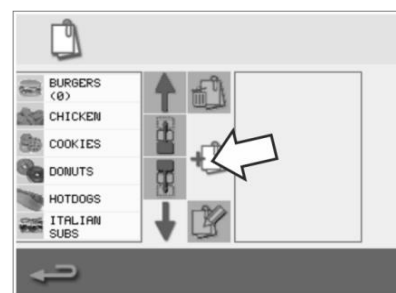 BURGERS
(0)
CHICKEN
COOKIES
DONUTS
HOTDOGS
ITALIAN
SUBS